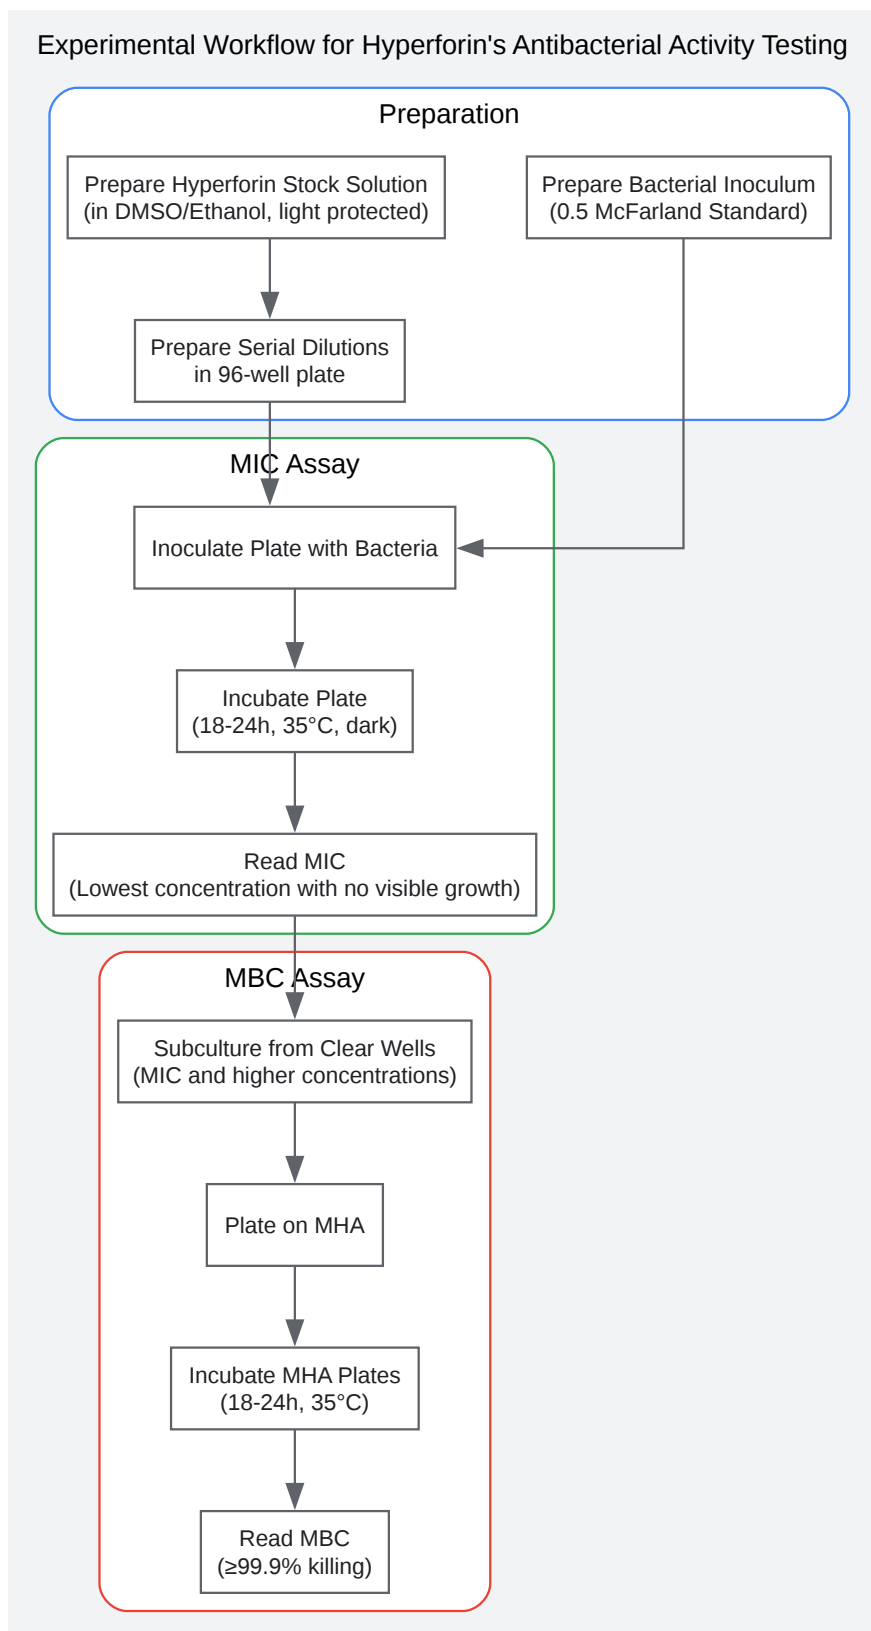 Experimental Workflow for Hyperforin's Antibacterial Activity Testing
Preparation
Prepare Hyperforin Stock Solution
(in DMSO/Ethanol, light protected)
Prepare Bacterial Inoculum
(0.5 McFarland Standard)
Prepare Serial Dilutions
in 96-well plate
MIC Assay
Inoculate Plate with Bacteria
Incubate Plate
(18-24h, 35°C, dark)
Read MIC
(Lowest concentration with no visible growth)
MBC Assay
Subculture from Clear Wells
(MIC and higher concentrations)
Plate on MHA
Incubate MHA Plates
(18-24h, 35°C)
Read MBC
(≥99.9% killing)